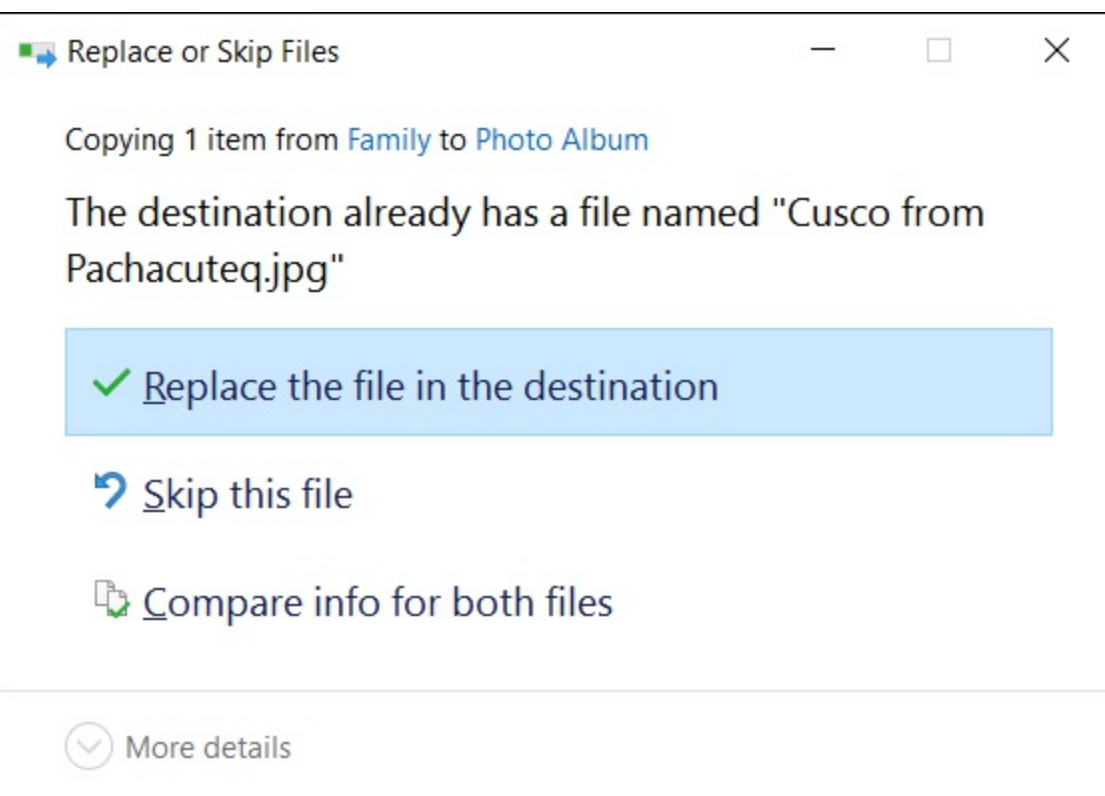 Replace or Skip Files
Copying 1 item from Family to Photo Album
The destination already has a file named "Cusco from
Pachacuteq.jpg"
Replace the file in the destination
Skip this file
Compare info for both files
More details